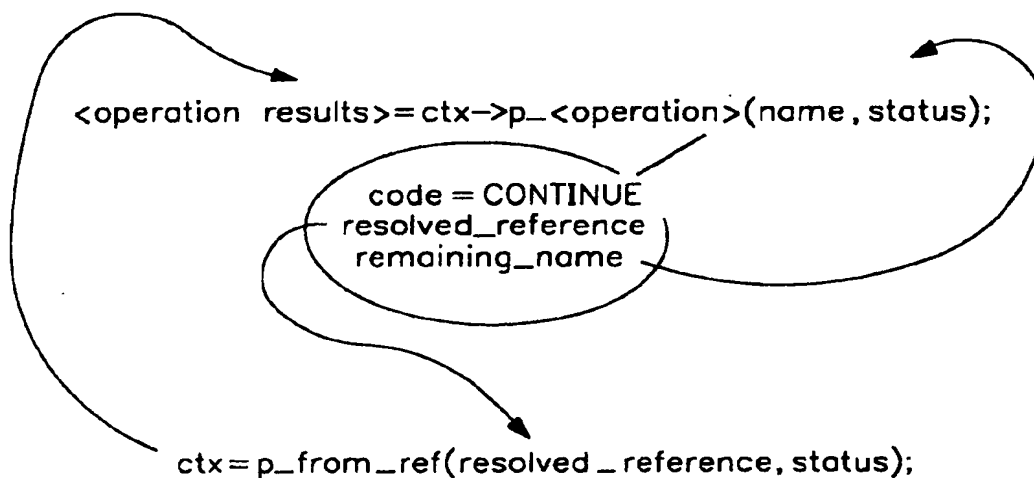 <operation results>=ctx->p_<operation>(name,status);
code = CONTINUE
resolved_reference
remaining_name
ctx=p_from_ref(resolved_reference,status);